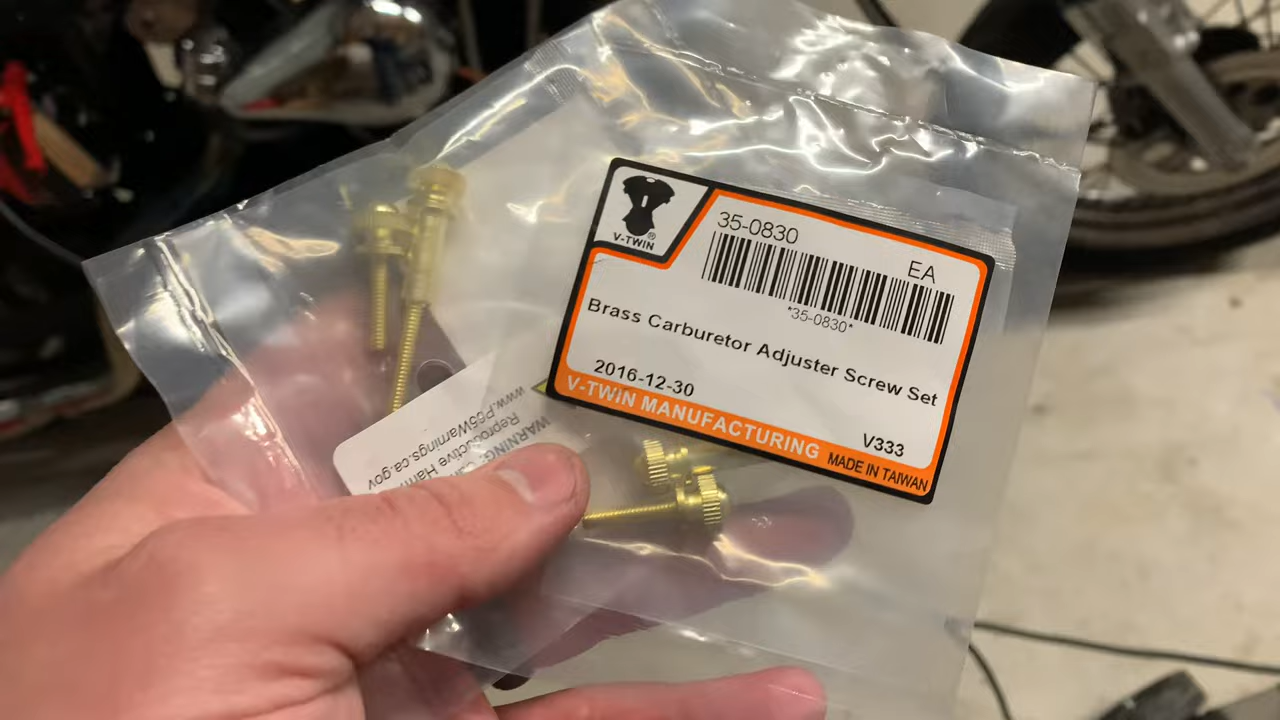 35-0830
EA
V-TWIN®
*35-0830*
Brass Carburetor Adjuster Screw Set
2016-12-30
V333
V-TWIN MANUFACTURING
MADE IN TAIWAN
WARNING:
Reproductive Harm
www.P65Warnings.ca.gov